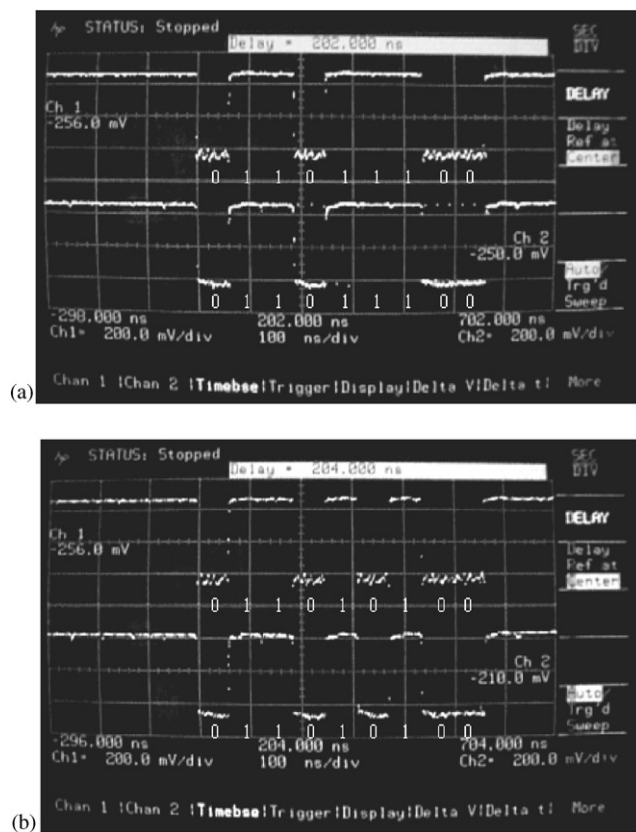 (a)
hp STATUS: Stopped
SEC
DIV
Delay = 202.000 ns
DELAY
Ch 1
-256.0 mV
Delay
Ref at
Center
0 1 1 0 1 1 1 0 0
Ch 2
-250.0 mV
Auto/
Trg'd
Sweep
0 1 1 0 1 1 1 0 0
-298.000 ns 202.000 ns 702.000 ns
Ch1= 200.0 mV/div 100 ns/div Ch2= 200.0 mV/div
Chan 1 |Chan 2 |Timebse|Trigger|Display|Delta V|Delta t| More
(b)
hp STATUS: Stopped
SEC
DIV
Delay = 204.000 ns
DELAY
Ch 1
-256.0 mV
Delay
Ref at
Center
0 1 1 0 1 0 1 0 0
Ch 2
-210.0 mV
Auto/
Trg'd
Sweep
0 1 1 0 1 0 1 0 0
-296.000 ns 204.000 ns 704.000 ns
Ch1= 200.0 mV/div 100 ns/div Ch2= 200.0 mV/div
Chan 1 |Chan 2 |Timebse|Trigger|Display|Delta V|Delta t| More